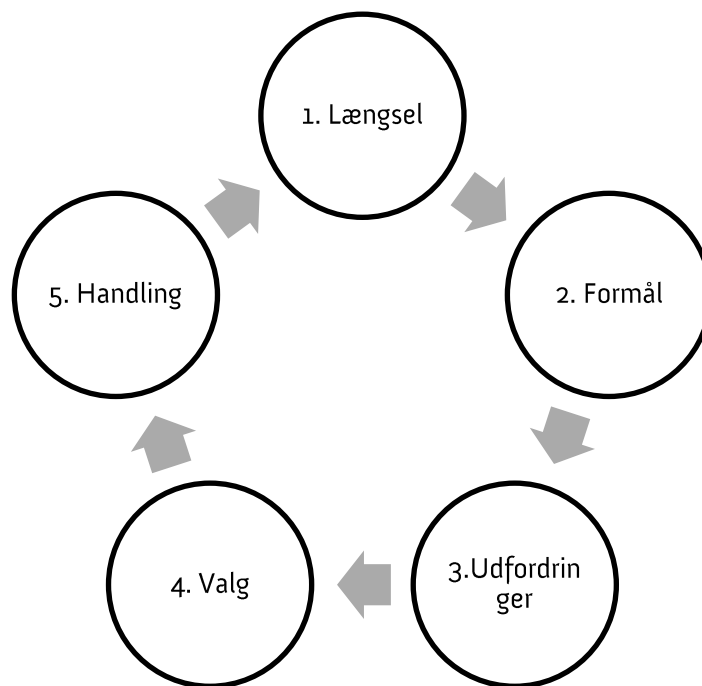 1. Længsel
2. Formål
3.Udfordrin
ger
4. Valg
5. Handling